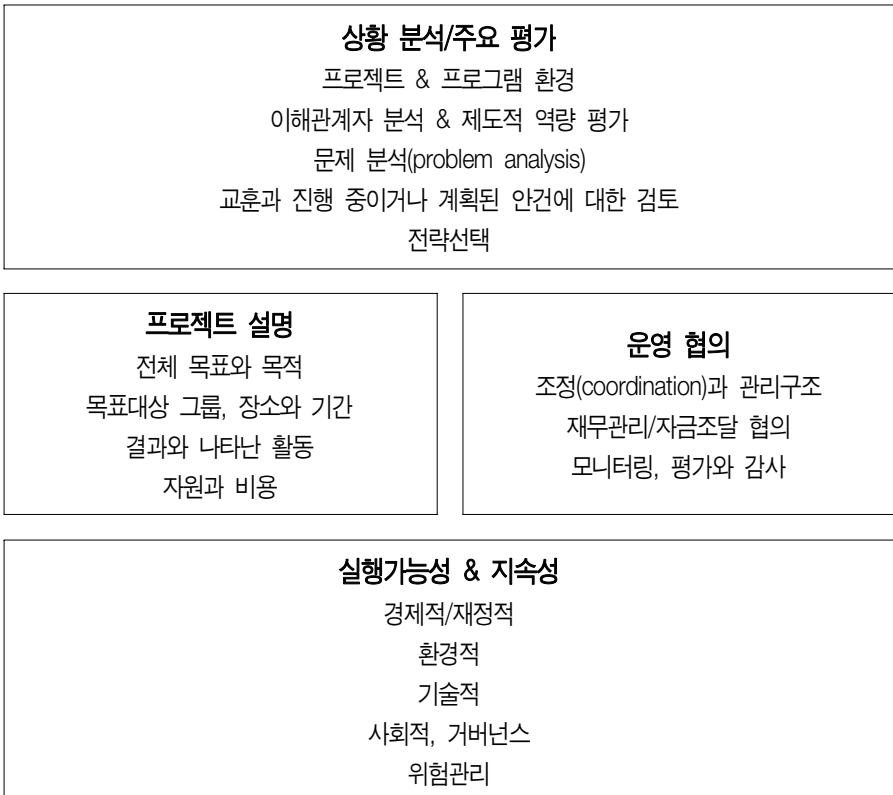 상황 분석/주요 평가
프로젝트 & 프로그램 환경
이해관계자 분석 & 제도적 역량 평가
문제 분석(problem analysis)
교훈과 진행 중이거나 계획된 안건에 대한 검토
전략선택
프로젝트 설명
전체 목표와 목적
목표대상 그룹, 장소와 기간
결과와 나타난 활동
자원과 비용
운영 협의
조정(coordination)과 관리구조
재무관리/자금조달 협의
모니터링, 평가와 감사
실행가능성 & 지속성
경제적/재정적
환경적
기술적
사회적, 거버넌스
위험관리